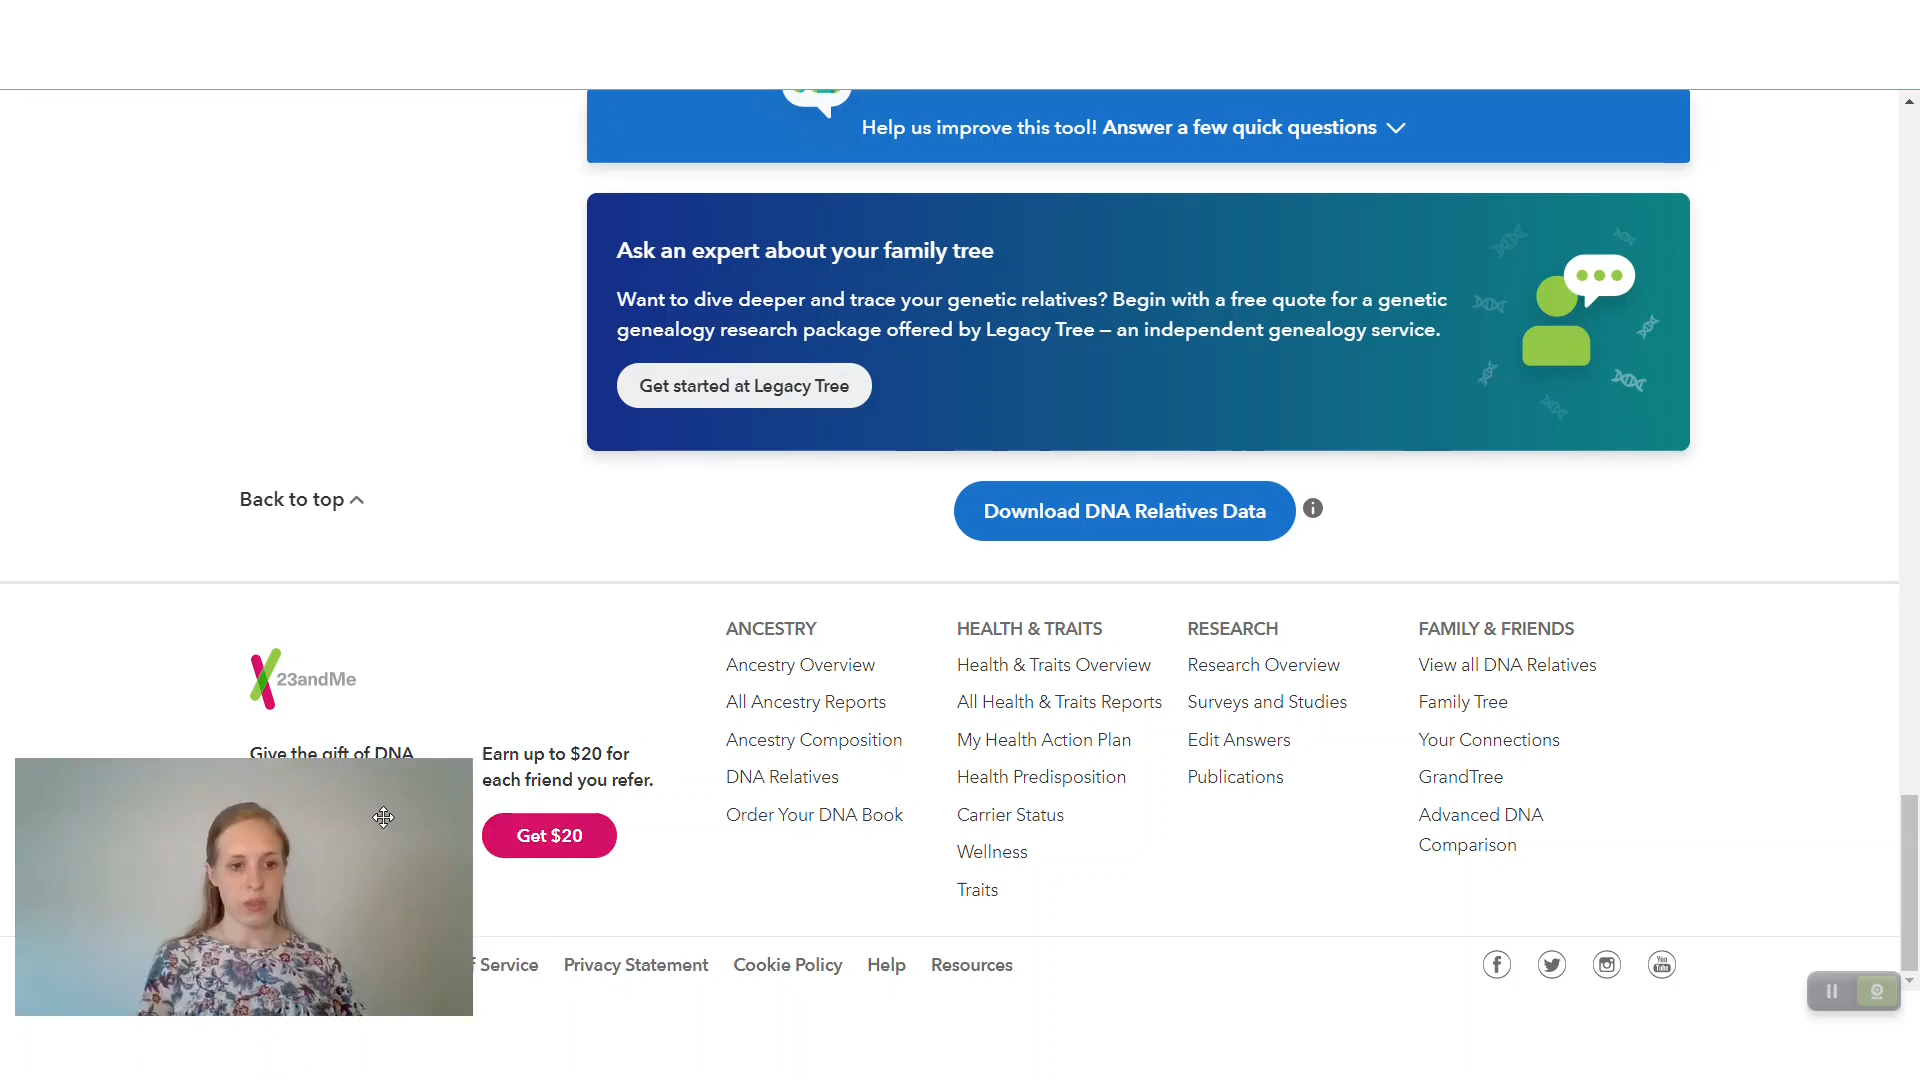 Help us improve this tool! Answer a few quick questions
Ask an expert about your family tree
Want to dive deeper and trace your genetic relatives? Begin with a free quote for a genetic
genealogy research package offered by Legacy Tree – an independent genealogy service.
Get started at Legacy Tree
Back to top
Download DNA Relatives Data
23andMe
Give the gift of DNA
Earn up to $20 for
each friend you refer.
Get $20
ANCESTRY
Ancestry Overview
All Ancestry Reports
Ancestry Composition
DNA Relatives
Order Your DNA Book
HEALTH & TRAITS
Health & Traits Overview
All Health & Traits Reports
My Health Action Plan
Health Predisposition
Carrier Status
Wellness
Traits
RESEARCH
Research Overview
Surveys and Studies
Edit Answers
Publications
FAMILY & FRIENDS
View all DNA Relatives
Family Tree
Your Connections
GrandTree
Advanced DNA
Comparison
Service
Privacy Statement
Cookie Policy
Help
Resources
You
Tube